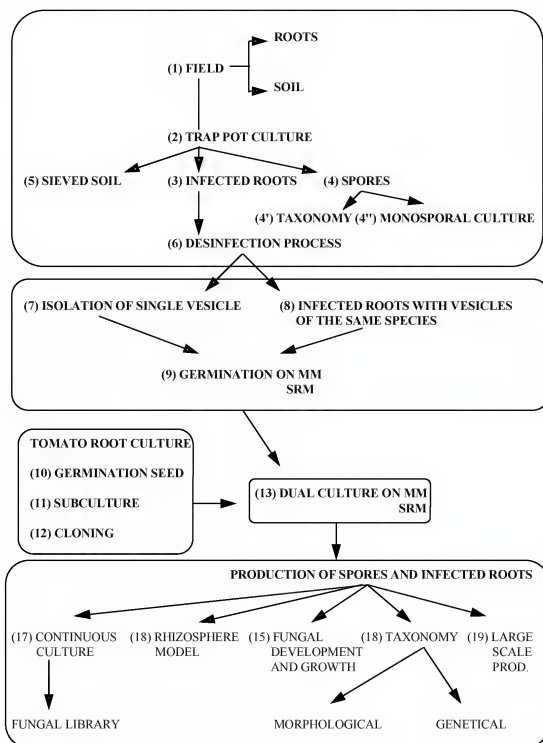 ROOTS
(1) FIELD
SOIL
(2) TRAP POT CULTURE
(5) SIEVED SOIL (3) INFECTED ROOTS (4) SPORES
(4') TAXONOMY (4") MONOSPORAL CULTURE
(6) DESINFECTION PROCESS
(7) ISOLATION OF SINGLE VESICLE (8) INFECTED ROOTS WITH VESICLES
OF THE SAME SPECIES
(9) GERMINATION ON MM
SRM
TOMATO ROOT CULTURE
(10) GERMINATION SEED
(11) SUBCULTURE
(12) CLONING
(13) DUAL CULTURE ON MM
SRM
PRODUCTION OF SPORES AND INFECTED ROOTS
(17) CONTINUOUS
CULTURE
(18) RHIZOSPHERE
MODEL
(15) FUNGAL
DEVELOPMENT
AND GROWTH
(18) TAXONOMY
(19) LARGE
SCALE
PROD.
FUNGAL LIBRARY
MORPHOLOGICAL
GENETICAL